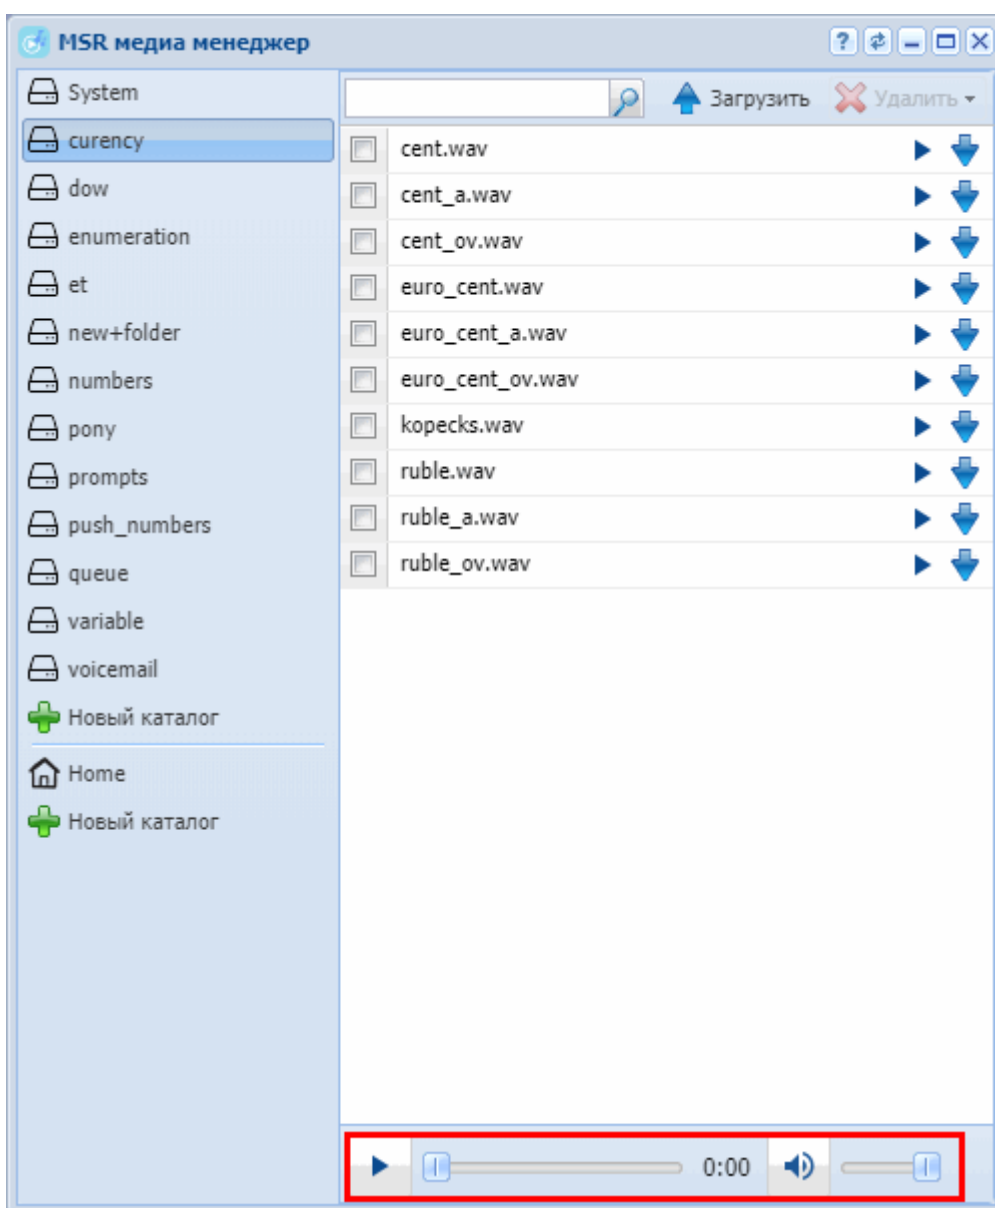 MSR медиа менеджер
?
System
curency
dow
enumeration
et
new+folder
numbers
pony
prompts
push_numbers
queue
variable
voicemail
Новый каталог
Home
Новый каталог
Загрузить Удалить
cent.wav
cent_a.wav
cent_ov.wav
euro_cent.wav
euro_cent_a.wav
euro_cent_ov.wav
kopecks.wav
ruble.wav
ruble_a.wav
ruble_ov.wav
0:00